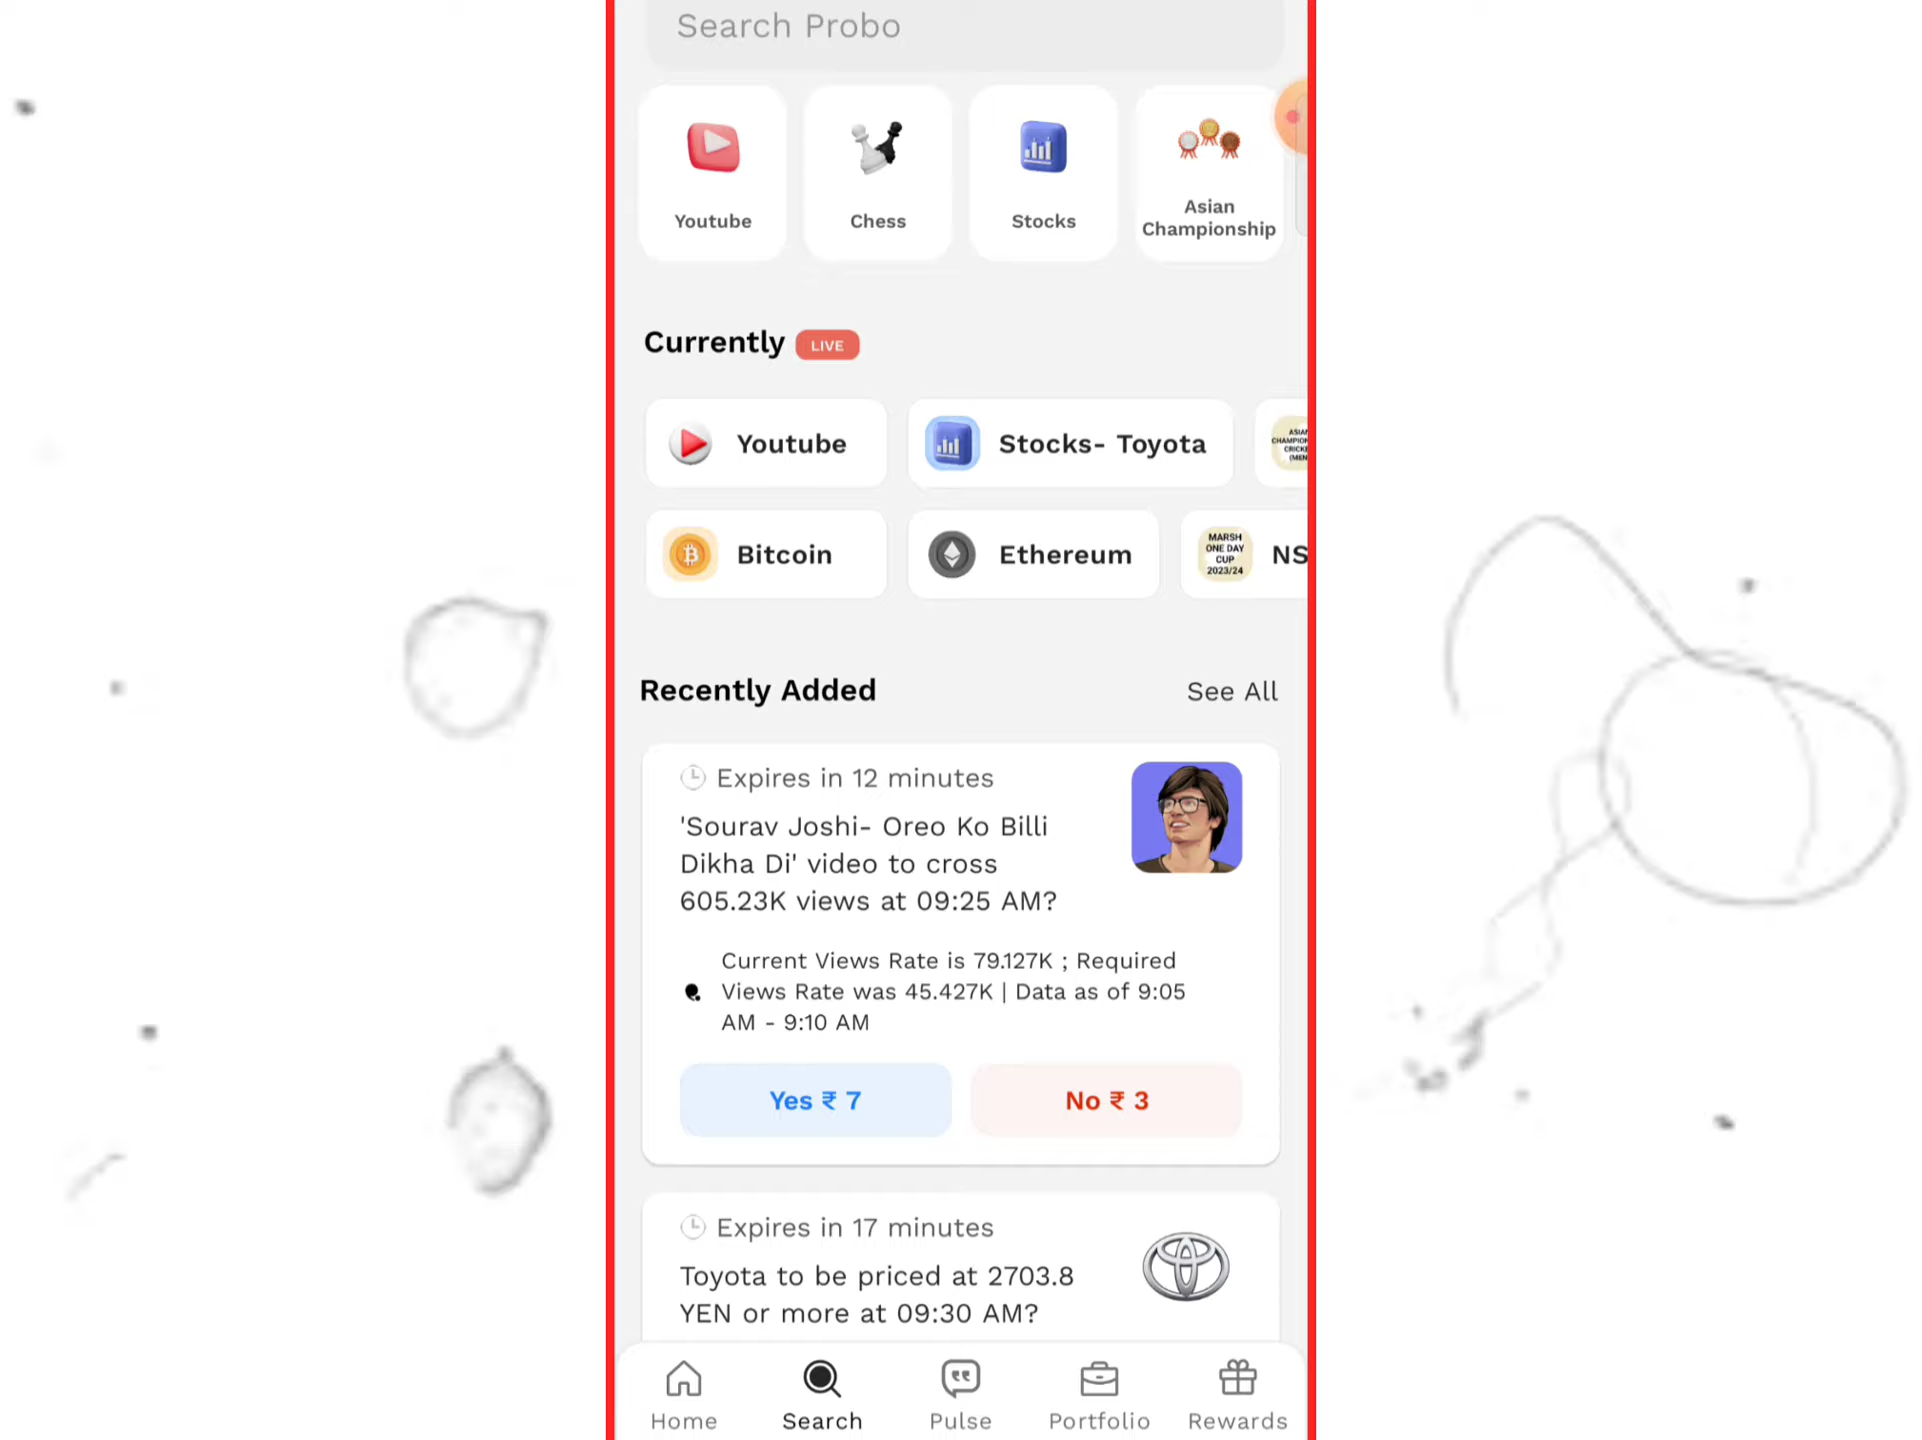 Search Probo
Youtube
Chess
Stocks
Asian
Championship
Currently LIVE
Youtube
Stocks- Toyota
Bitcoin
Ethereum
MARSH
ONE DAY
CUP
2023/24
NS
Recently Added
See All
Expires in 12 minutes
'Sourav Joshi- Oreo Ko Billi
Dikha Di' video to cross
605.23K views at 09:25 AM?
Current Views Rate is 79.127K ; Required
Views Rate was 45.427K | Data as of 9:05
AM - 9:10 AM
Yes ₹ 7
No ₹ 3
Expires in 17 minutes
Toyota to be priced at 2703.8
YEN or more at 09:30 AM?
Home
Search
Pulse
Portfolio
Rewards